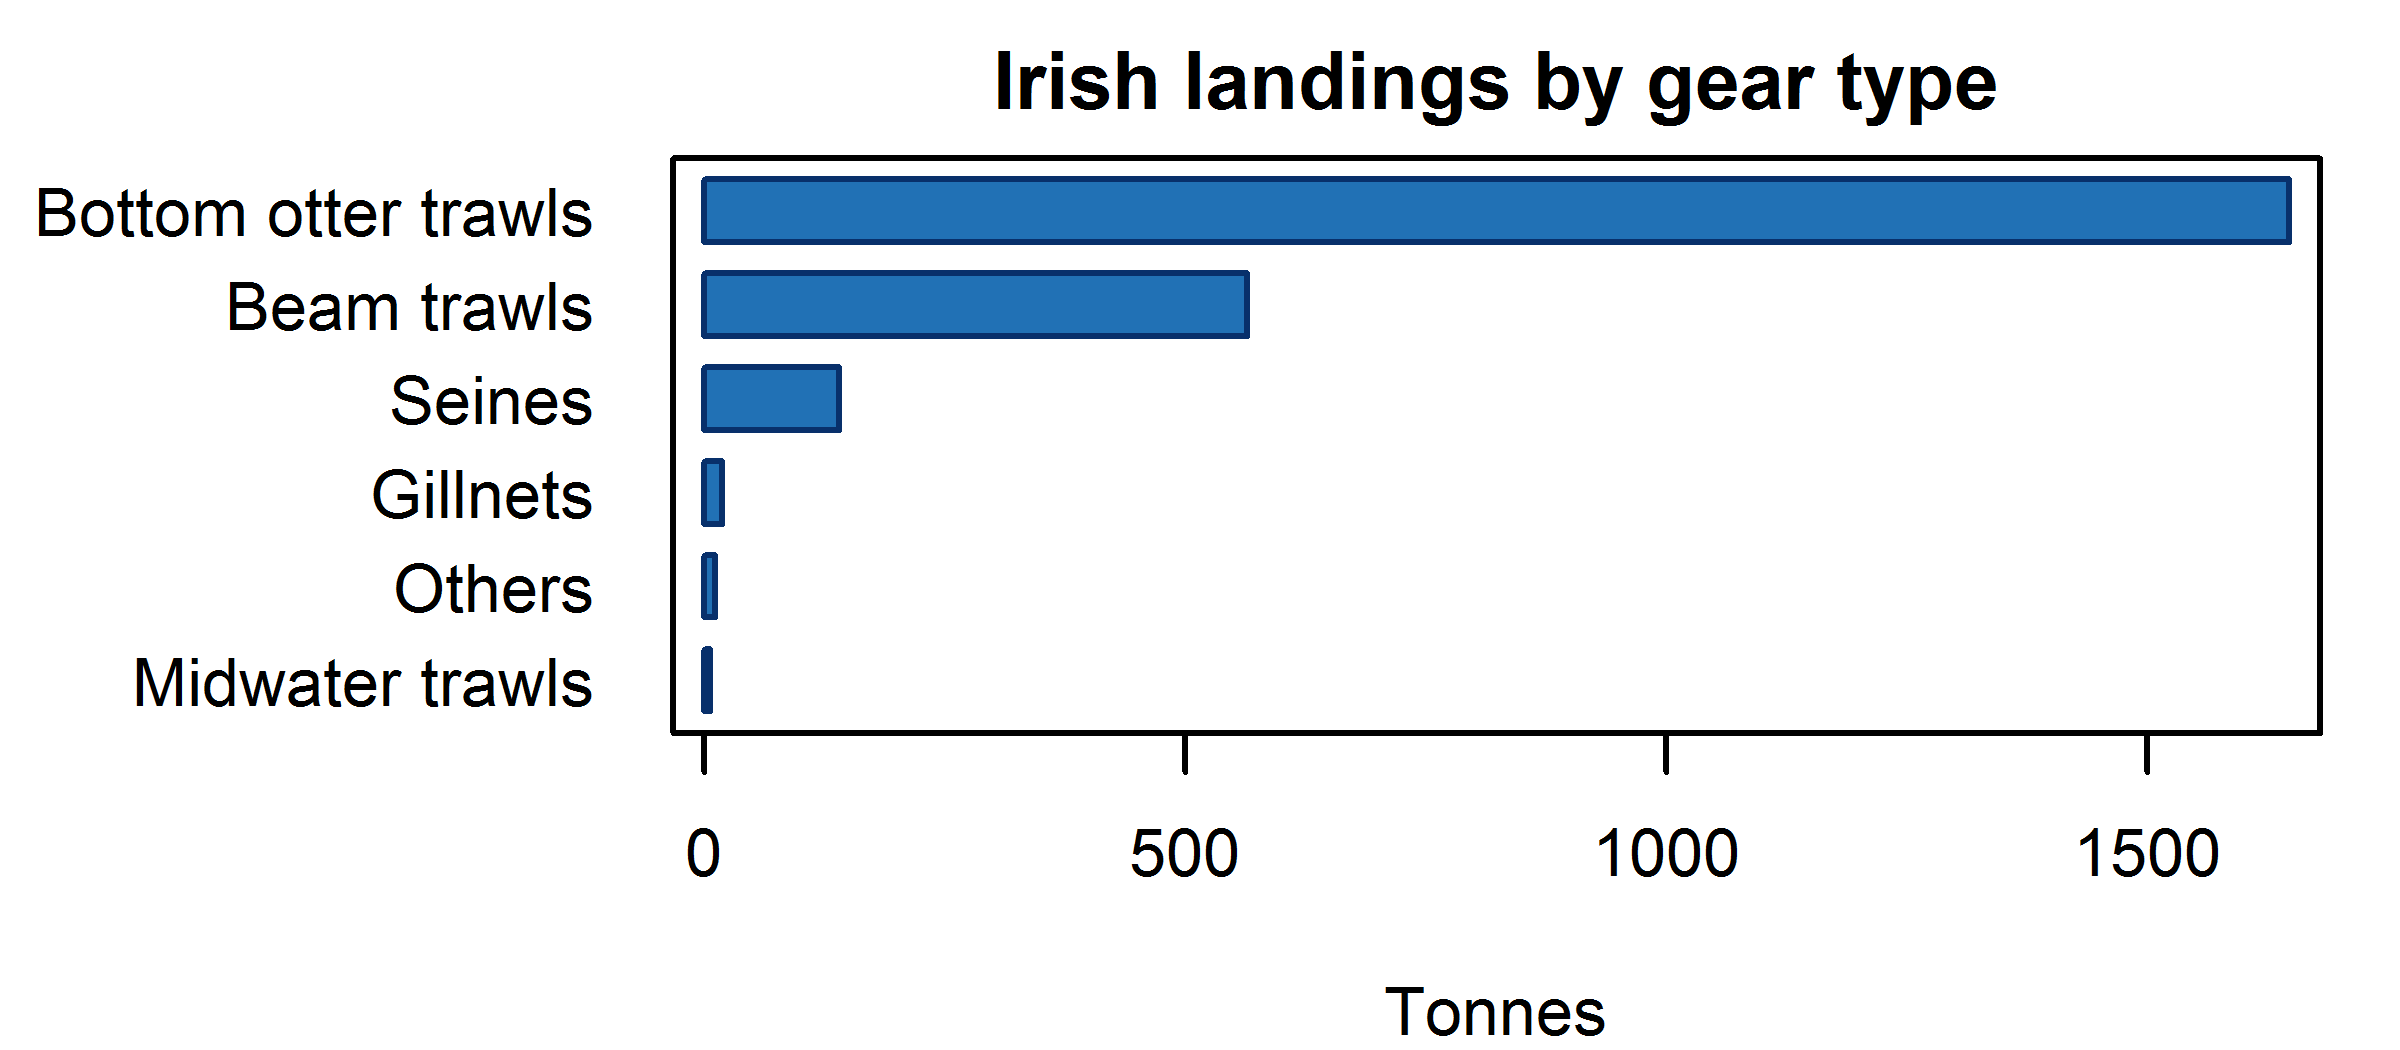 Irish landings by gear type
Bottom otter trawls
Beam trawls
Seines
Gillnets
Others
Midwater trawls
0 500 1000 1500
Tonnes